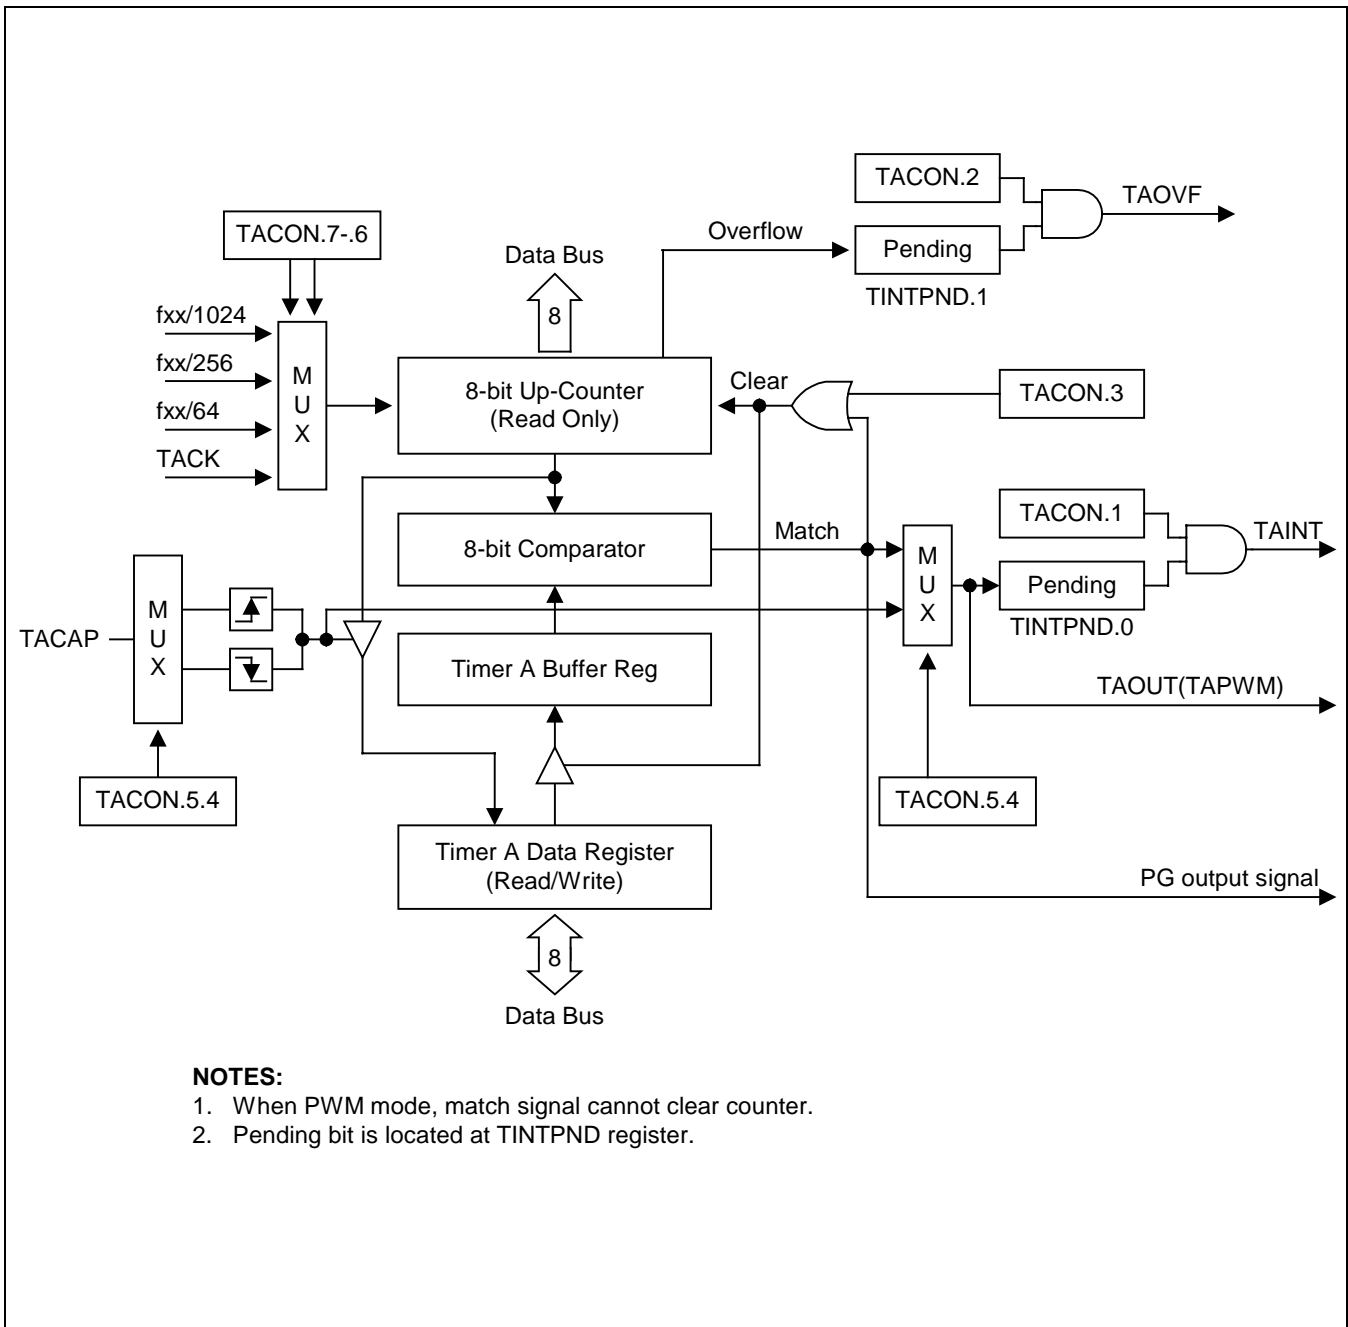 TACON.2
TAOVF
TACON.7-.6
Overflow
Pending
Data Bus
TINTPND.1
8
fxx/1024
fxx/256
fxx/64
TACK
M
U
X
8-bit Up-Counter
(Read Only)
Clear
TACON.3
TACON.1
TAINT
8-bit Comparator
Match
M
U
X
Pending
TINTPND.0
TACAP
M
U
X
Timer A Buffer Reg
TAOUT(TAPWM)
TACON.5.4
TACON.5.4
Timer A Data Register
(Read/Write)
PG output signal
8
Data Bus
NOTES:
1. When PWM mode, match signal cannot clear counter.
2. Pending bit is located at TINTPND register.